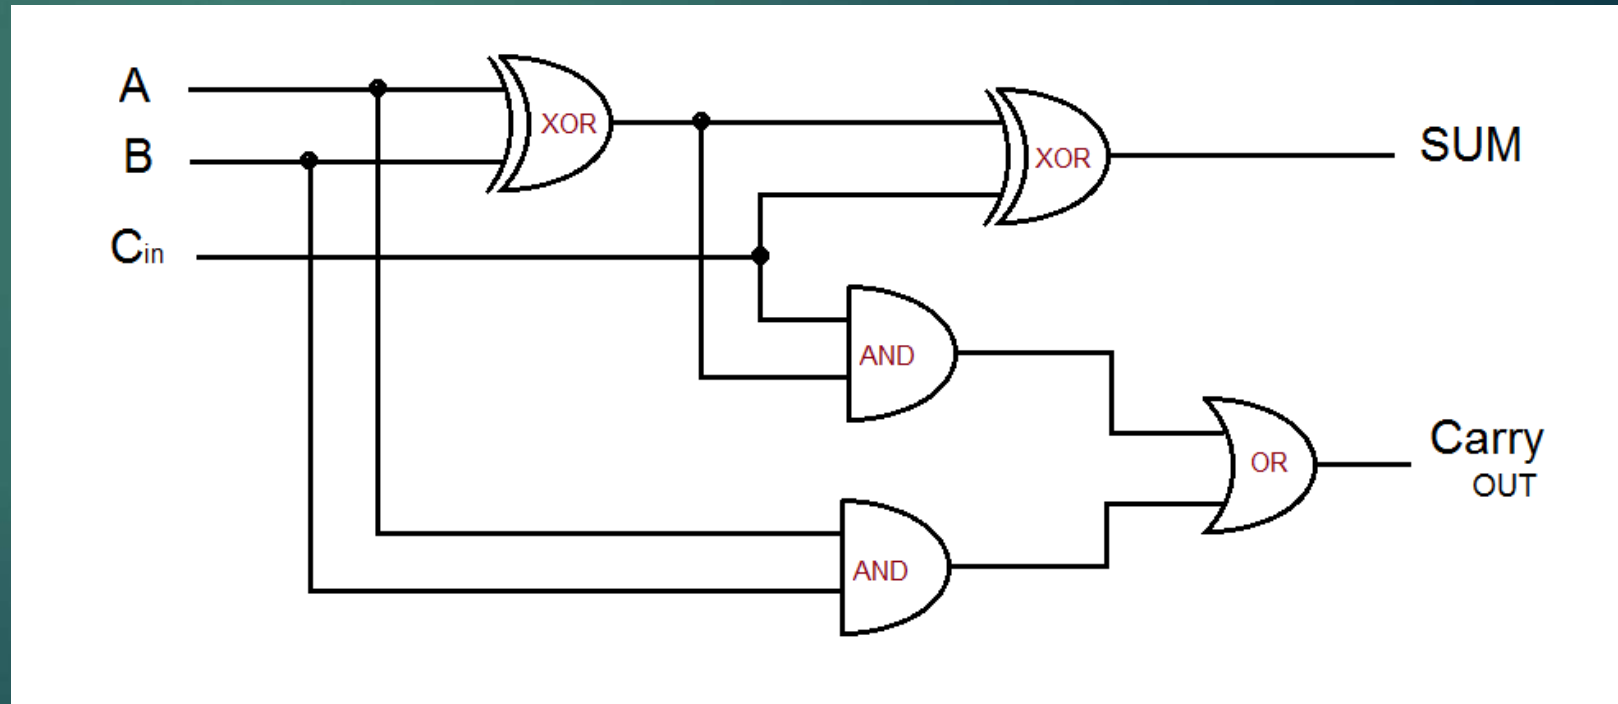 A
B
Cin
XOR
XOR
SUM
AND
AND
OR
Carry
OUT